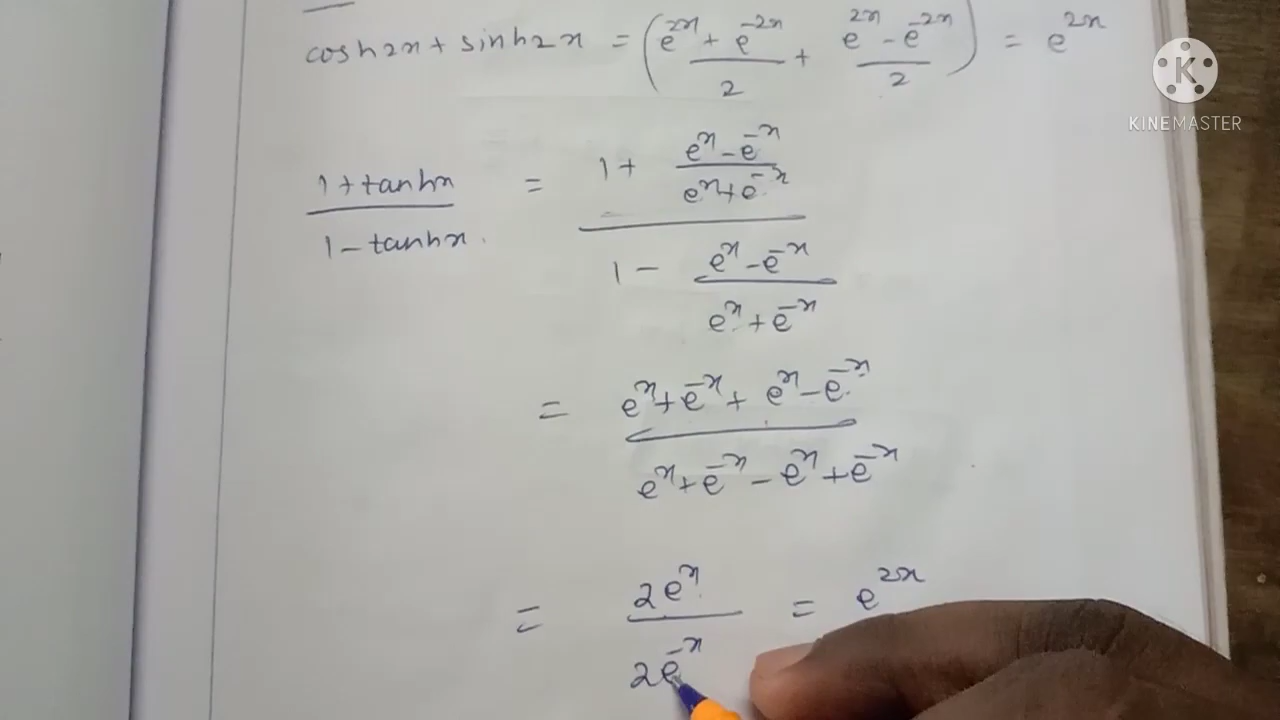 cosh2x + sinh2x = (e^{2x} + e^{-2x}/2 + e^{2x} - e^{-2x}/2) = e^{2x}
K
KINEMASTER
1 + tanhx / 1 - tanhx = 1 + (e^x - e^{-x})/(e^x + e^{-x}) / 1 - (e^x - e^{-x})/(e^x + e^{-x})
= e^x + e^{-x} + e^x - e^{-x} / e^x + e^{-x} - e^x + e^{-x}
= 2e^x / 2e^{-x} = e^{2x}